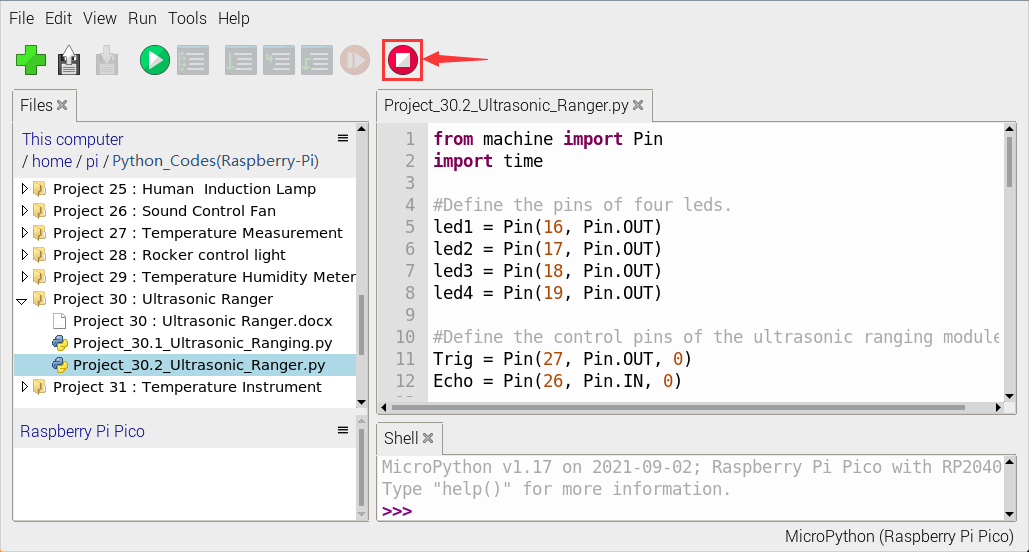 File Edit View Run Tools Help
Files
This computer
/ home / pi / Python_Codes(Raspberry-Pi)
Project 25 : Human  Induction Lamp
Project 26 : Sound Control Fan
Project 27 : Temperature Measurement
Project 28 : Rocker control light
Project 29 : Temperature Humidity Meter
Project 30 : Ultrasonic Ranger
Project 30 : Ultrasonic Ranger.docx
Project_30.1_Ultrasonic_Ranging.py
Project_30.2_Ultrasonic_Ranger.py
Project 31 : Temperature Instrument
Raspberry Pi Pico
Project_30.2_Ultrasonic_Ranger.py
1 from machine import Pin
2 import time
3
4 #Define the pins of four leds.
5 led1 = Pin(16, Pin.OUT)
6 led2 = Pin(17, Pin.OUT)
7 led3 = Pin(18, Pin.OUT)
8 led4 = Pin(19, Pin.OUT)
9
10 #Define the control pins of the ultrasonic ranging module
11 Trig = Pin(27, Pin.OUT, 0)
12 Echo = Pin(26, Pin.IN, 0)
Shell
MicroPython v1.17 on 2021-09-02; Raspberry Pi Pico with RP2040
Type "help()" for more information.
>>>
MicroPython (Raspberry Pi Pico)